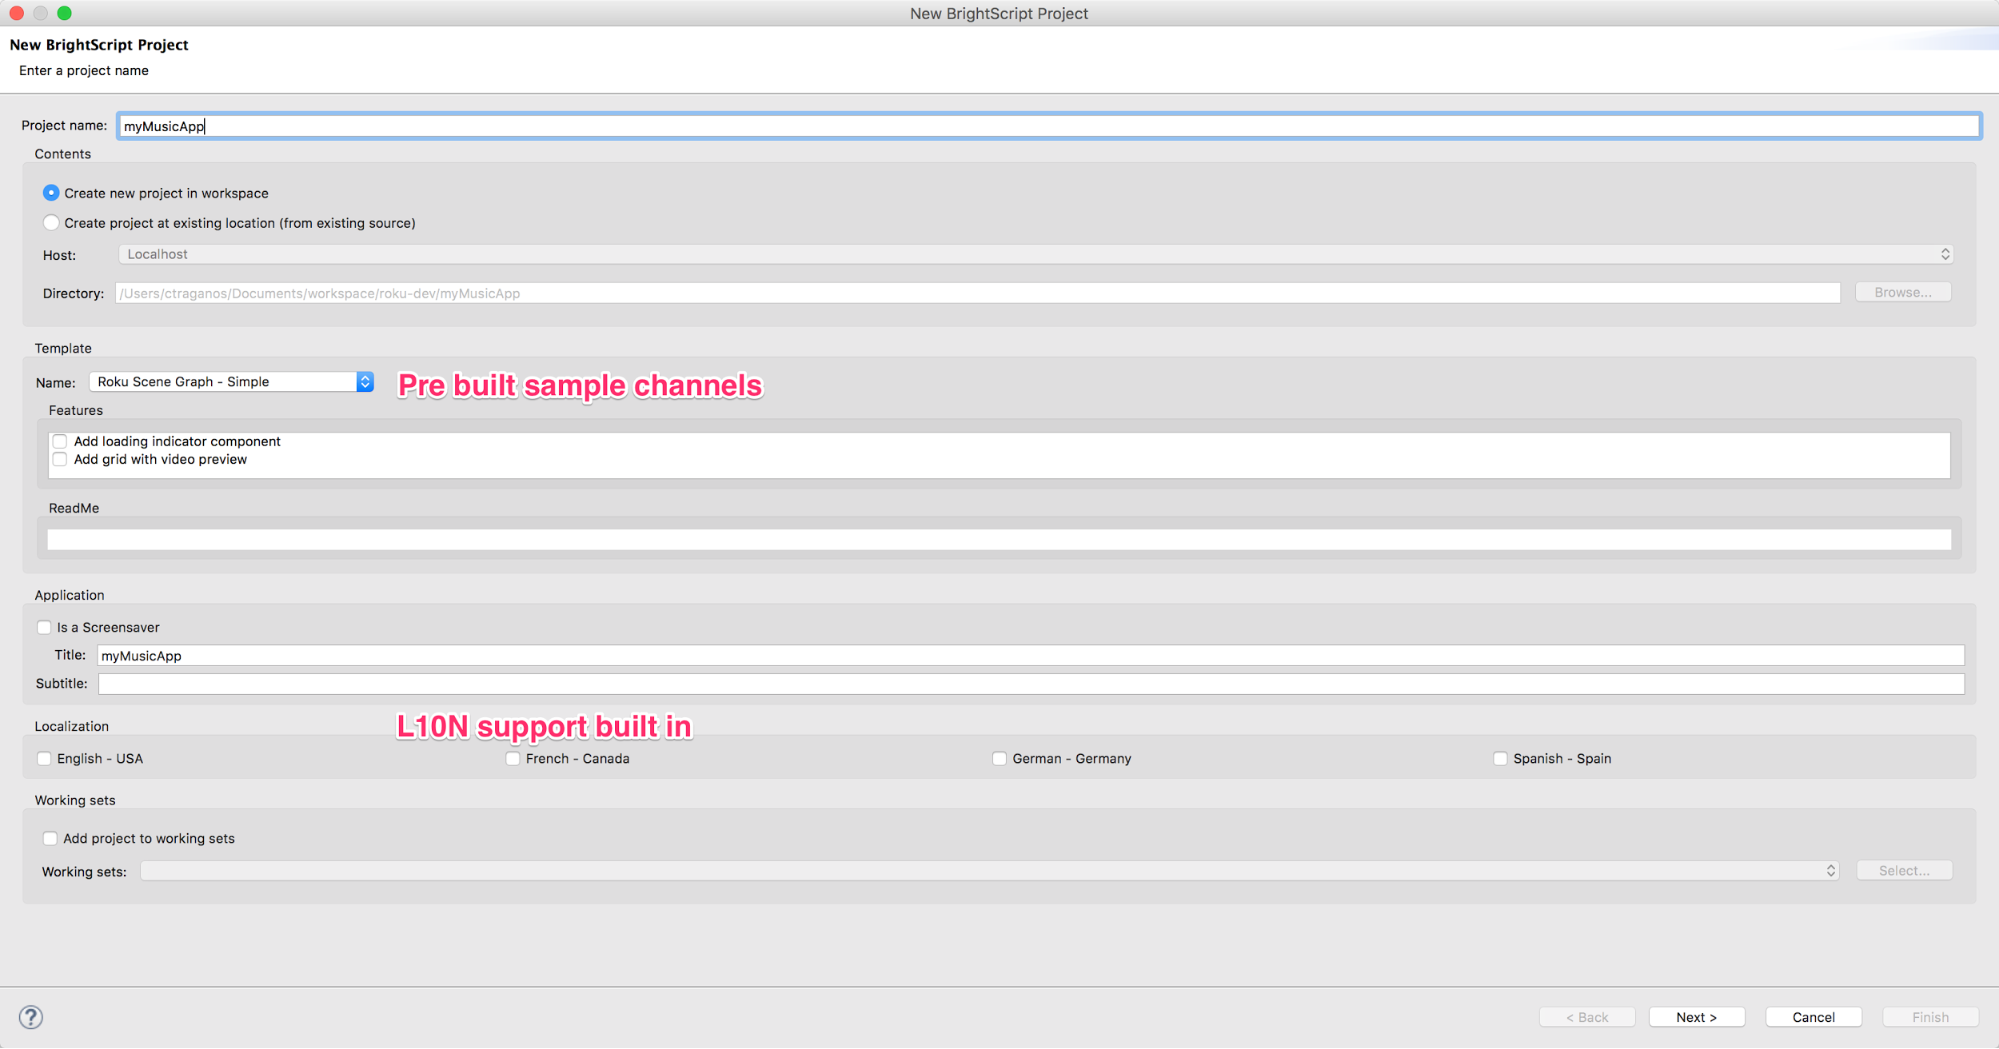 New BrightScript Project
New BrightScript Project
Enter a project name
Project name: myMusicApp
Contents
Create new project in workspace
Create project at existing location (from existing source)
Host: Localhost
Directory: /Users/ctraganos/Documents/workspace/roku-dev/myMusicApp Browse...
Template
Name: Roku Scene Graph - Simple Pre built sample channels
Features
Add loading indicator component
Add grid with video preview
ReadMe
Application
Is a Screensaver
Title: myMusicApp
Subtitle:
Localization L10N support built in
English - USA French - Canada German - Germany Spanish - Spain
Working sets
Add project to working sets
Working sets: Select...
? < Back Next > Cancel Finish